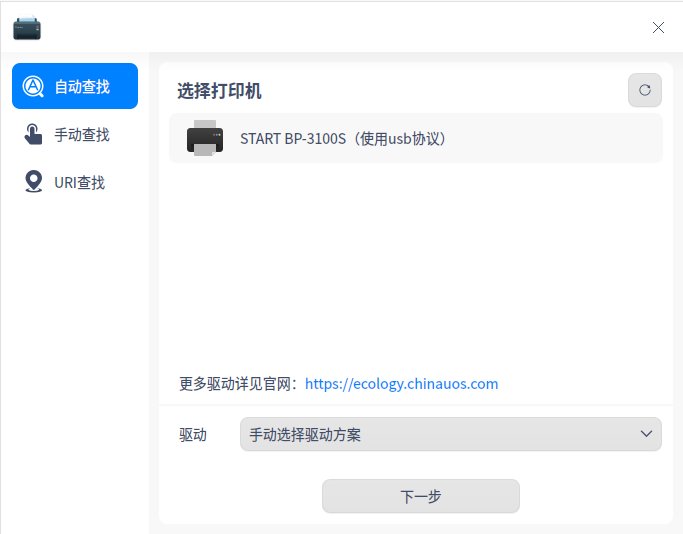 自动查找
手动查找
URI查找
选择打印机
START BP-3100S（使用usb协议）
更多驱动详见官网：https://ecology.chinauos.com
驱动
手动选择驱动方案
下一步